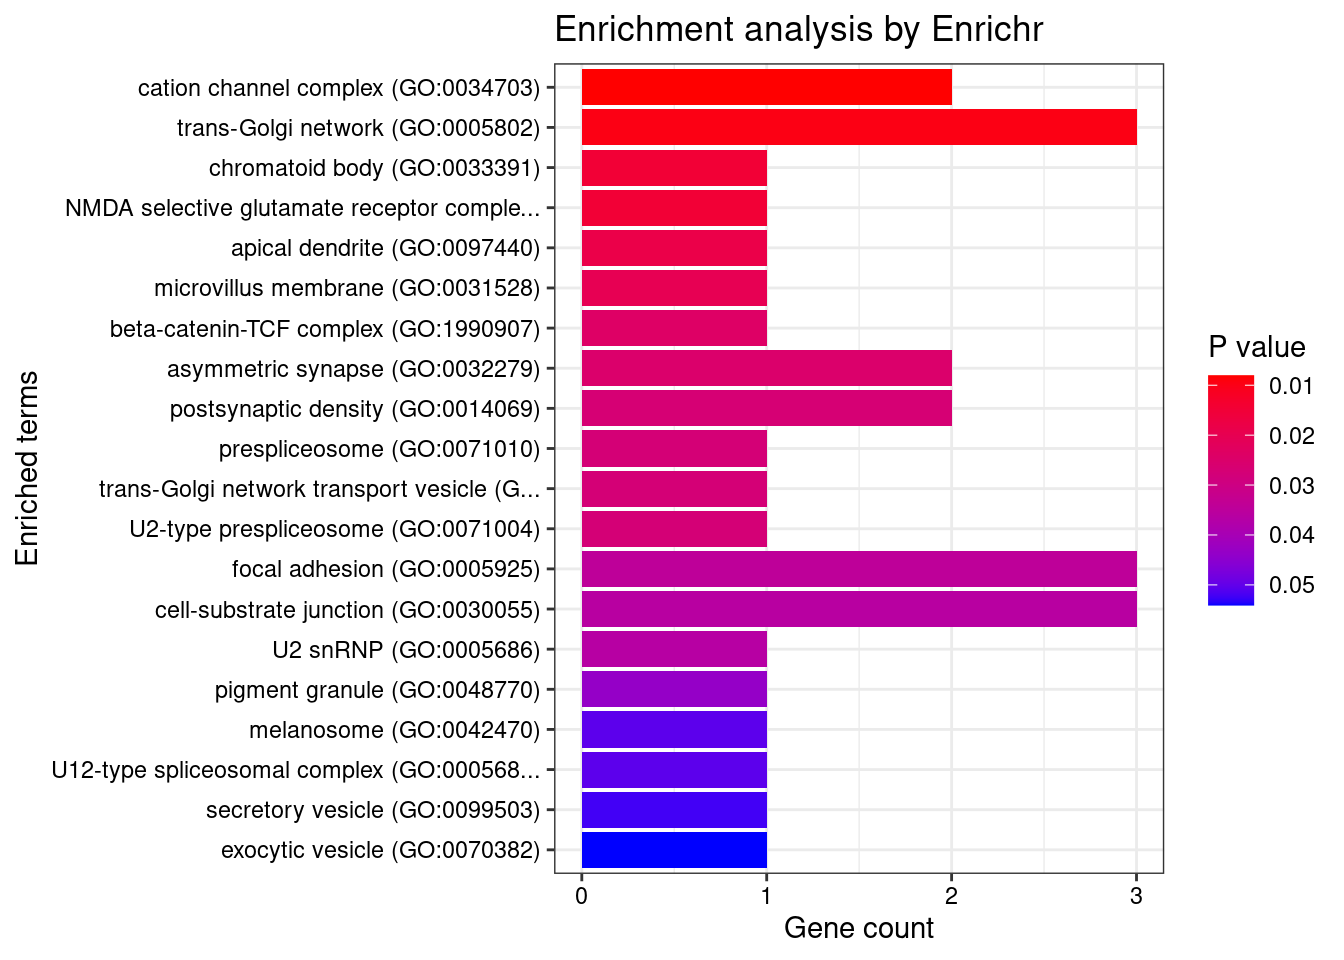 Enrichment analysis by Enrichr
cation channel complex (GO:0034703)
trans-Golgi network (GO:0005802)
chromatoid body (GO:0033391)
NMDA selective glutamate receptor comple...
apical dendrite (GO:0097440)
microvillus membrane (GO:0031528)
beta-catenin-TCF complex (GO:1990907)
asymmetric synapse (GO:0032279)
postsynaptic density (GO:0014069)
prespliceosome (GO:0071010)
trans-Golgi network transport vesicle (G...
U2-type prespliceosome (GO:0071004)
focal adhesion (GO:0005925)
cell-substrate junction (GO:0030055)
U2 snRNP (GO:0005686)
pigment granule (GO:0048770)
melanosome (GO:0042470)
U12-type spliceosomal complex (GO:000568...
secretory vesicle (GO:0099503)
exocytic vesicle (GO:0070382)
Enriched terms
0 1 2 3
Gene count
P value
0.01
0.02
0.03
0.04
0.05